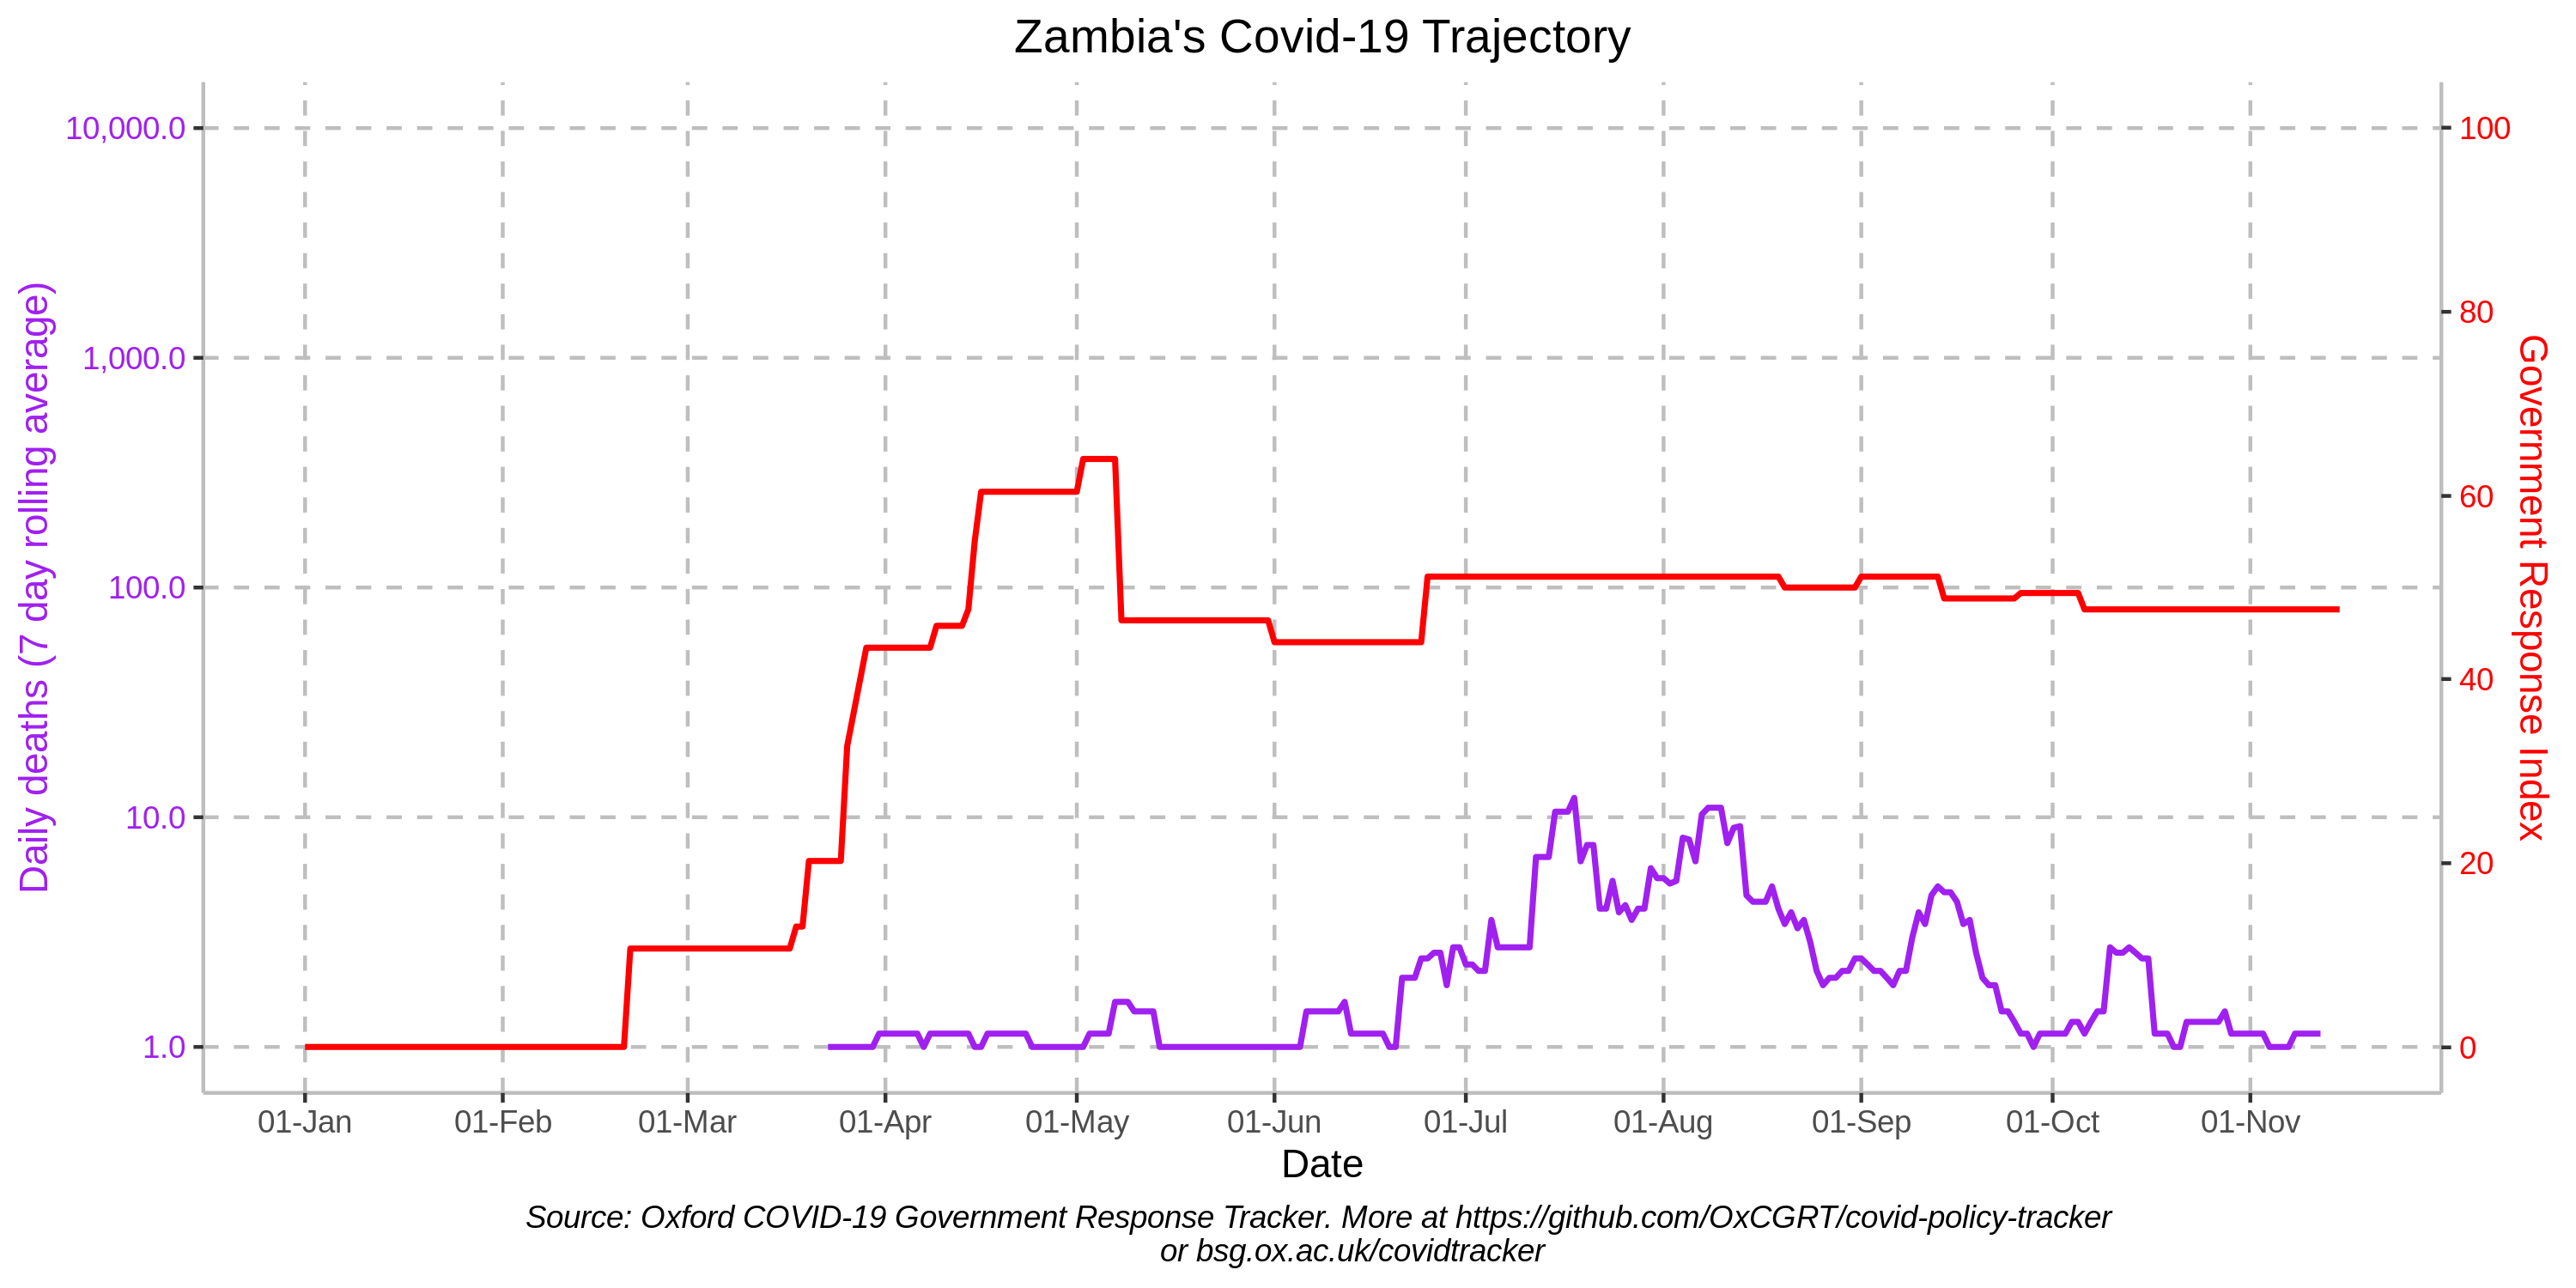 Zambia's Covid-19 Trajectory
Daily deaths (7 day rolling average)
10,000.0
1,000.0
100.0
10.0
1.0
100
80
60
40
20
0
Government Response Index
01-Jan 01-Feb 01-Mar 01-Apr 01-May 01-Jun 01-Jul 01-Aug 01-Sep 01-Oct 01-Nov
Date
Source: Oxford COVID-19 Government Response Tracker. More at https://github.com/OxCGRT/covid-policy-tracker
or bsg.ox.ac.uk/covidtracker